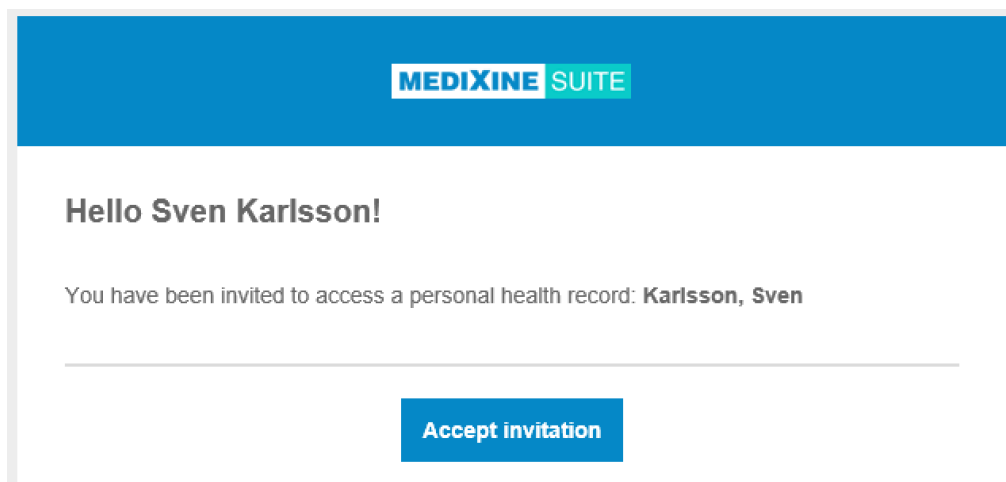 MEDIXINE SUITE
Hello Sven Karlsson!
You have been invited to access a personal health record: Karlsson, Sven
Accept invitation